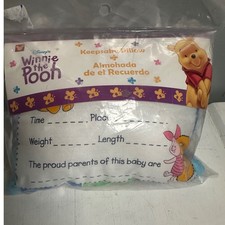 Disney's
Winnie
the
Pooh
Keepsake Pillow
Almohada
de el Recuerdo
Time Place
Weight Length
The proud parents of this baby are